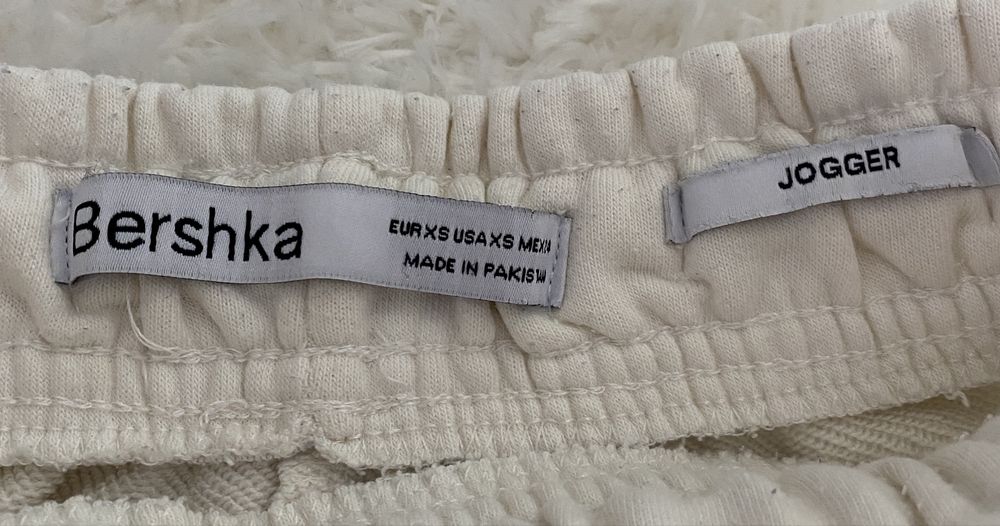 Bershka
EUR XS USA XS MEX
MADE IN PAKISTAN
JOGGER